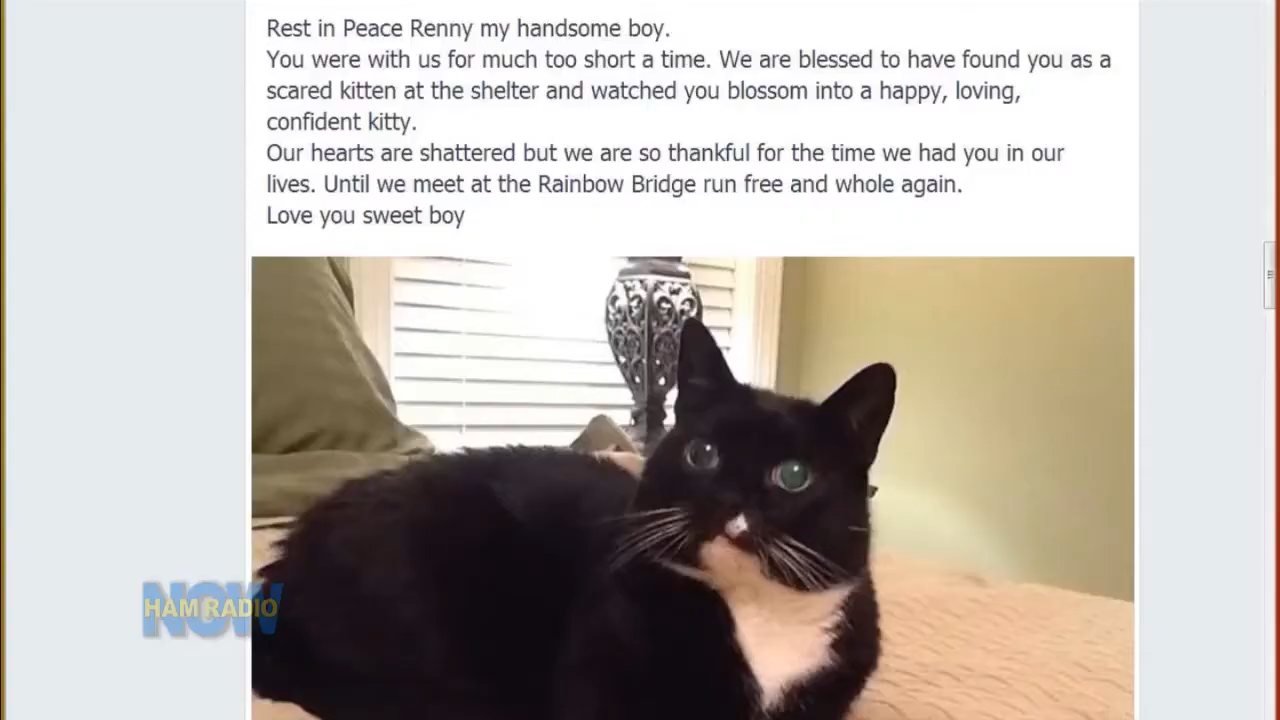 Rest in Peace Renny my handsome boy.
You were with us for much too short a time. We are blessed to have found you as a
scared kitten at the shelter and watched you blossom into a happy, loving,
confident kitty.
Our hearts are shattered but we are so thankful for the time we had you in our
lives. Until we meet at the Rainbow Bridge run free and whole again.
Love you sweet boy
HAM RADIO
NOW